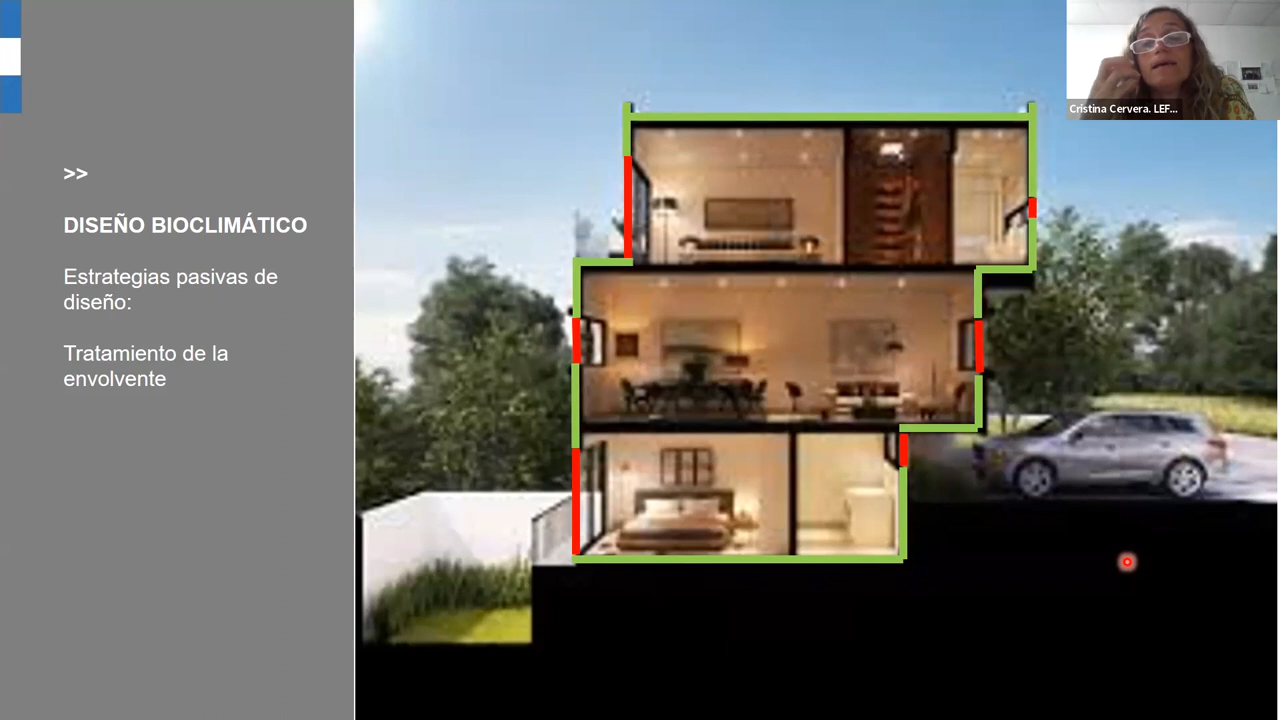 >>
DISEÑO BIOCLIMÁTICO
Estrategias pasivas de
diseño:
Tratamiento de la
envolvente
Cristina Cervera. LEF...